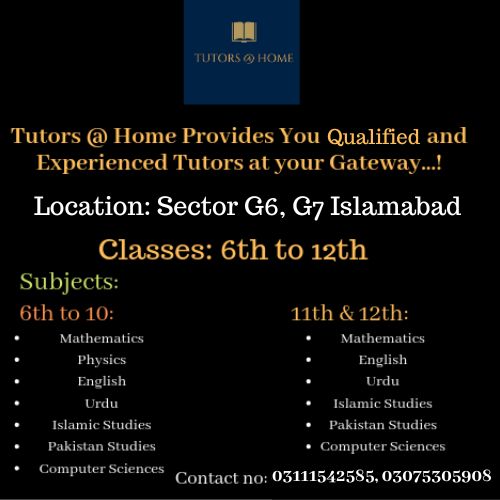 TUTORS @ HOME
Tutors @ Home Provides You Qualified and
Experienced Tutors at your Gateway...!
Location: Sector G6, G7 Islamabad
Classes: 6th to 12th
Subjects:
6th to 10:
• Mathematics
• Physics
• English
• Urdu
• Islamic Studies
• Pakistan Studies
• Computer Sciences
11th & 12th:
• Mathematics
• English
• Urdu
• Islamic Studies
• Pakistan Studies
• Computer Sciences
Contact no: 03111542585, 03075305908